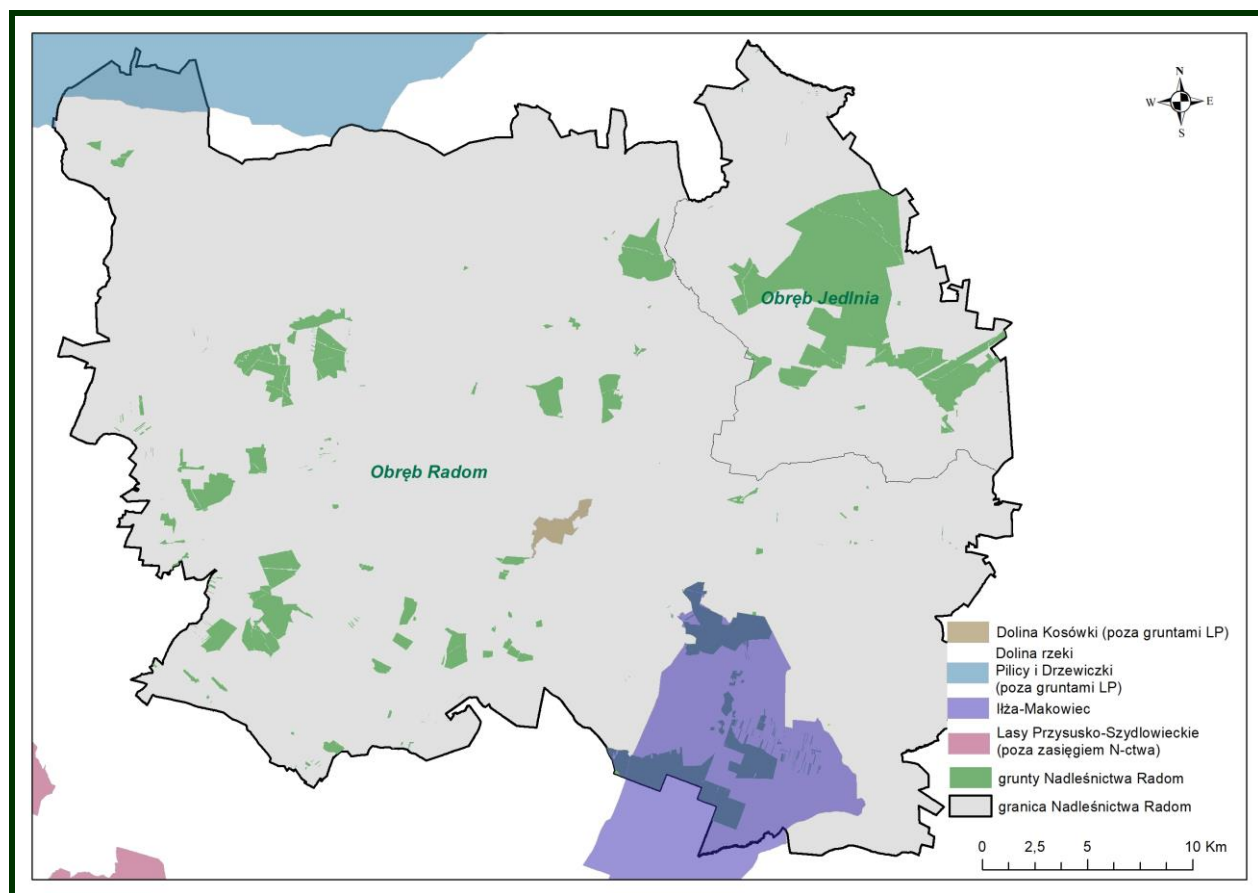 N
W E
S
Obręb Jedlnia
Obręb Radom
Dolina Kosówki (poza gruntami LP)
Dolina rzeki
Pilicy i Drzewiczki
(poza gruntami LP)
Iłża-Makowiec
Lasy Przysusko-Szydlowieckie
(poza zasięgiem N-ctwa)
grunty Nadleśnictwa Radom
granica Nadleśnictwa Radom
0 2,5 5 10 Km